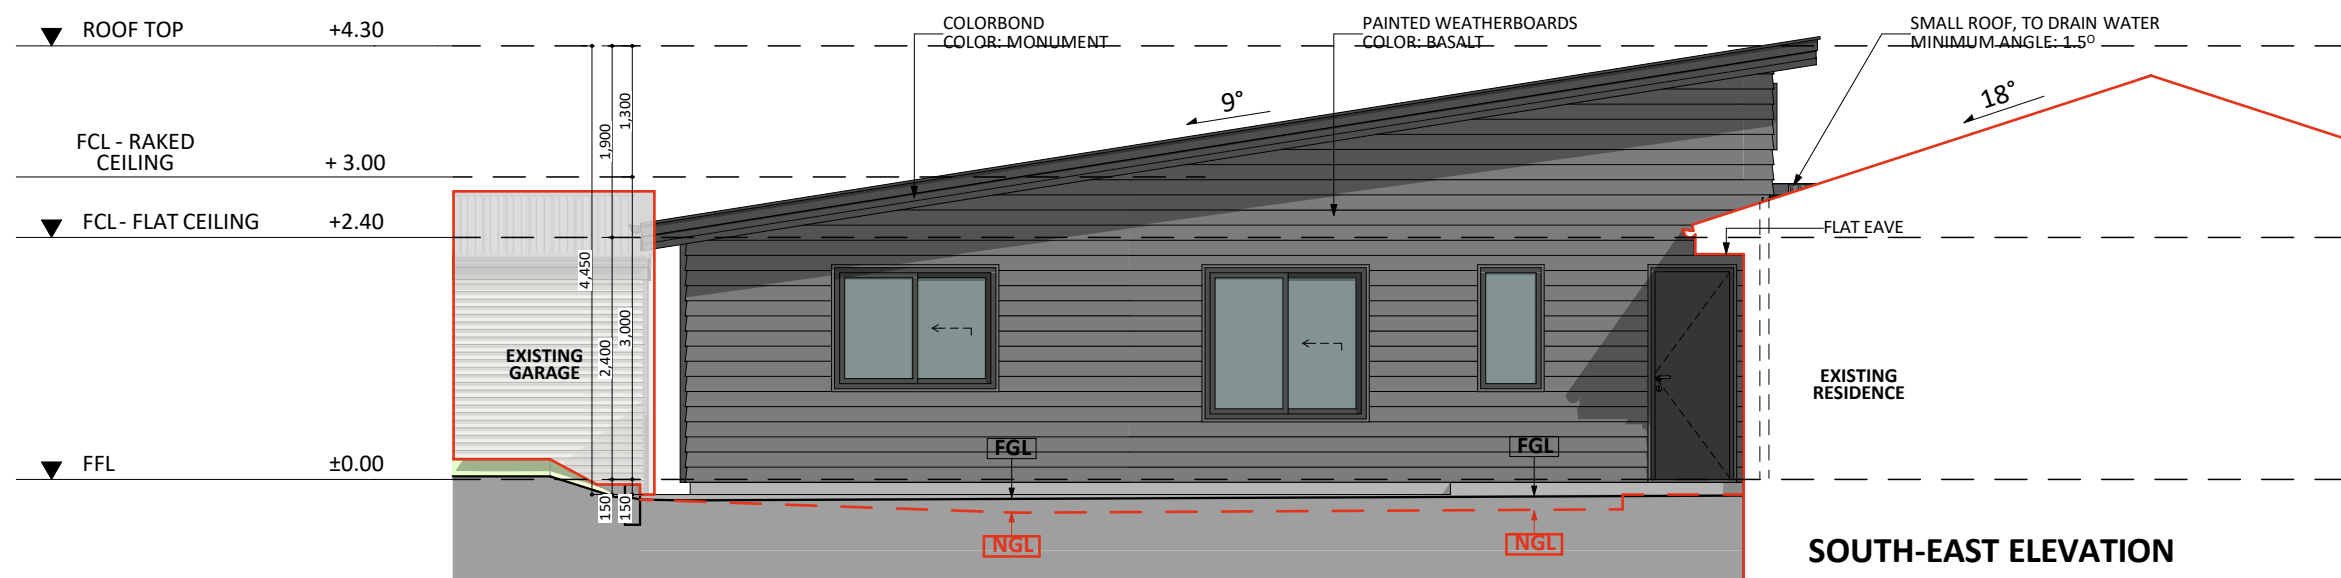 ROOF TOP +4.30
FCL - RAKED
CEILING + 3.00
FCL - FLAT CEILING +2.40
FFL ±0.00
1,300
1,900
4,450
3,000
2,400
150
150
COLORBOND
COLOR: MONUMENT
PAINTED WEATHERBOARDS
COLOR: BASALT
SMALL ROOF, TO DRAIN WATER
MINIMUM ANGLE: 1.5⁰
9°
18°
FLAT EAVE
EXISTING
GARAGE
EXISTING
RESIDENCE
FGL
FGL
NGL
NGL
SOUTH-EAST ELEVATION